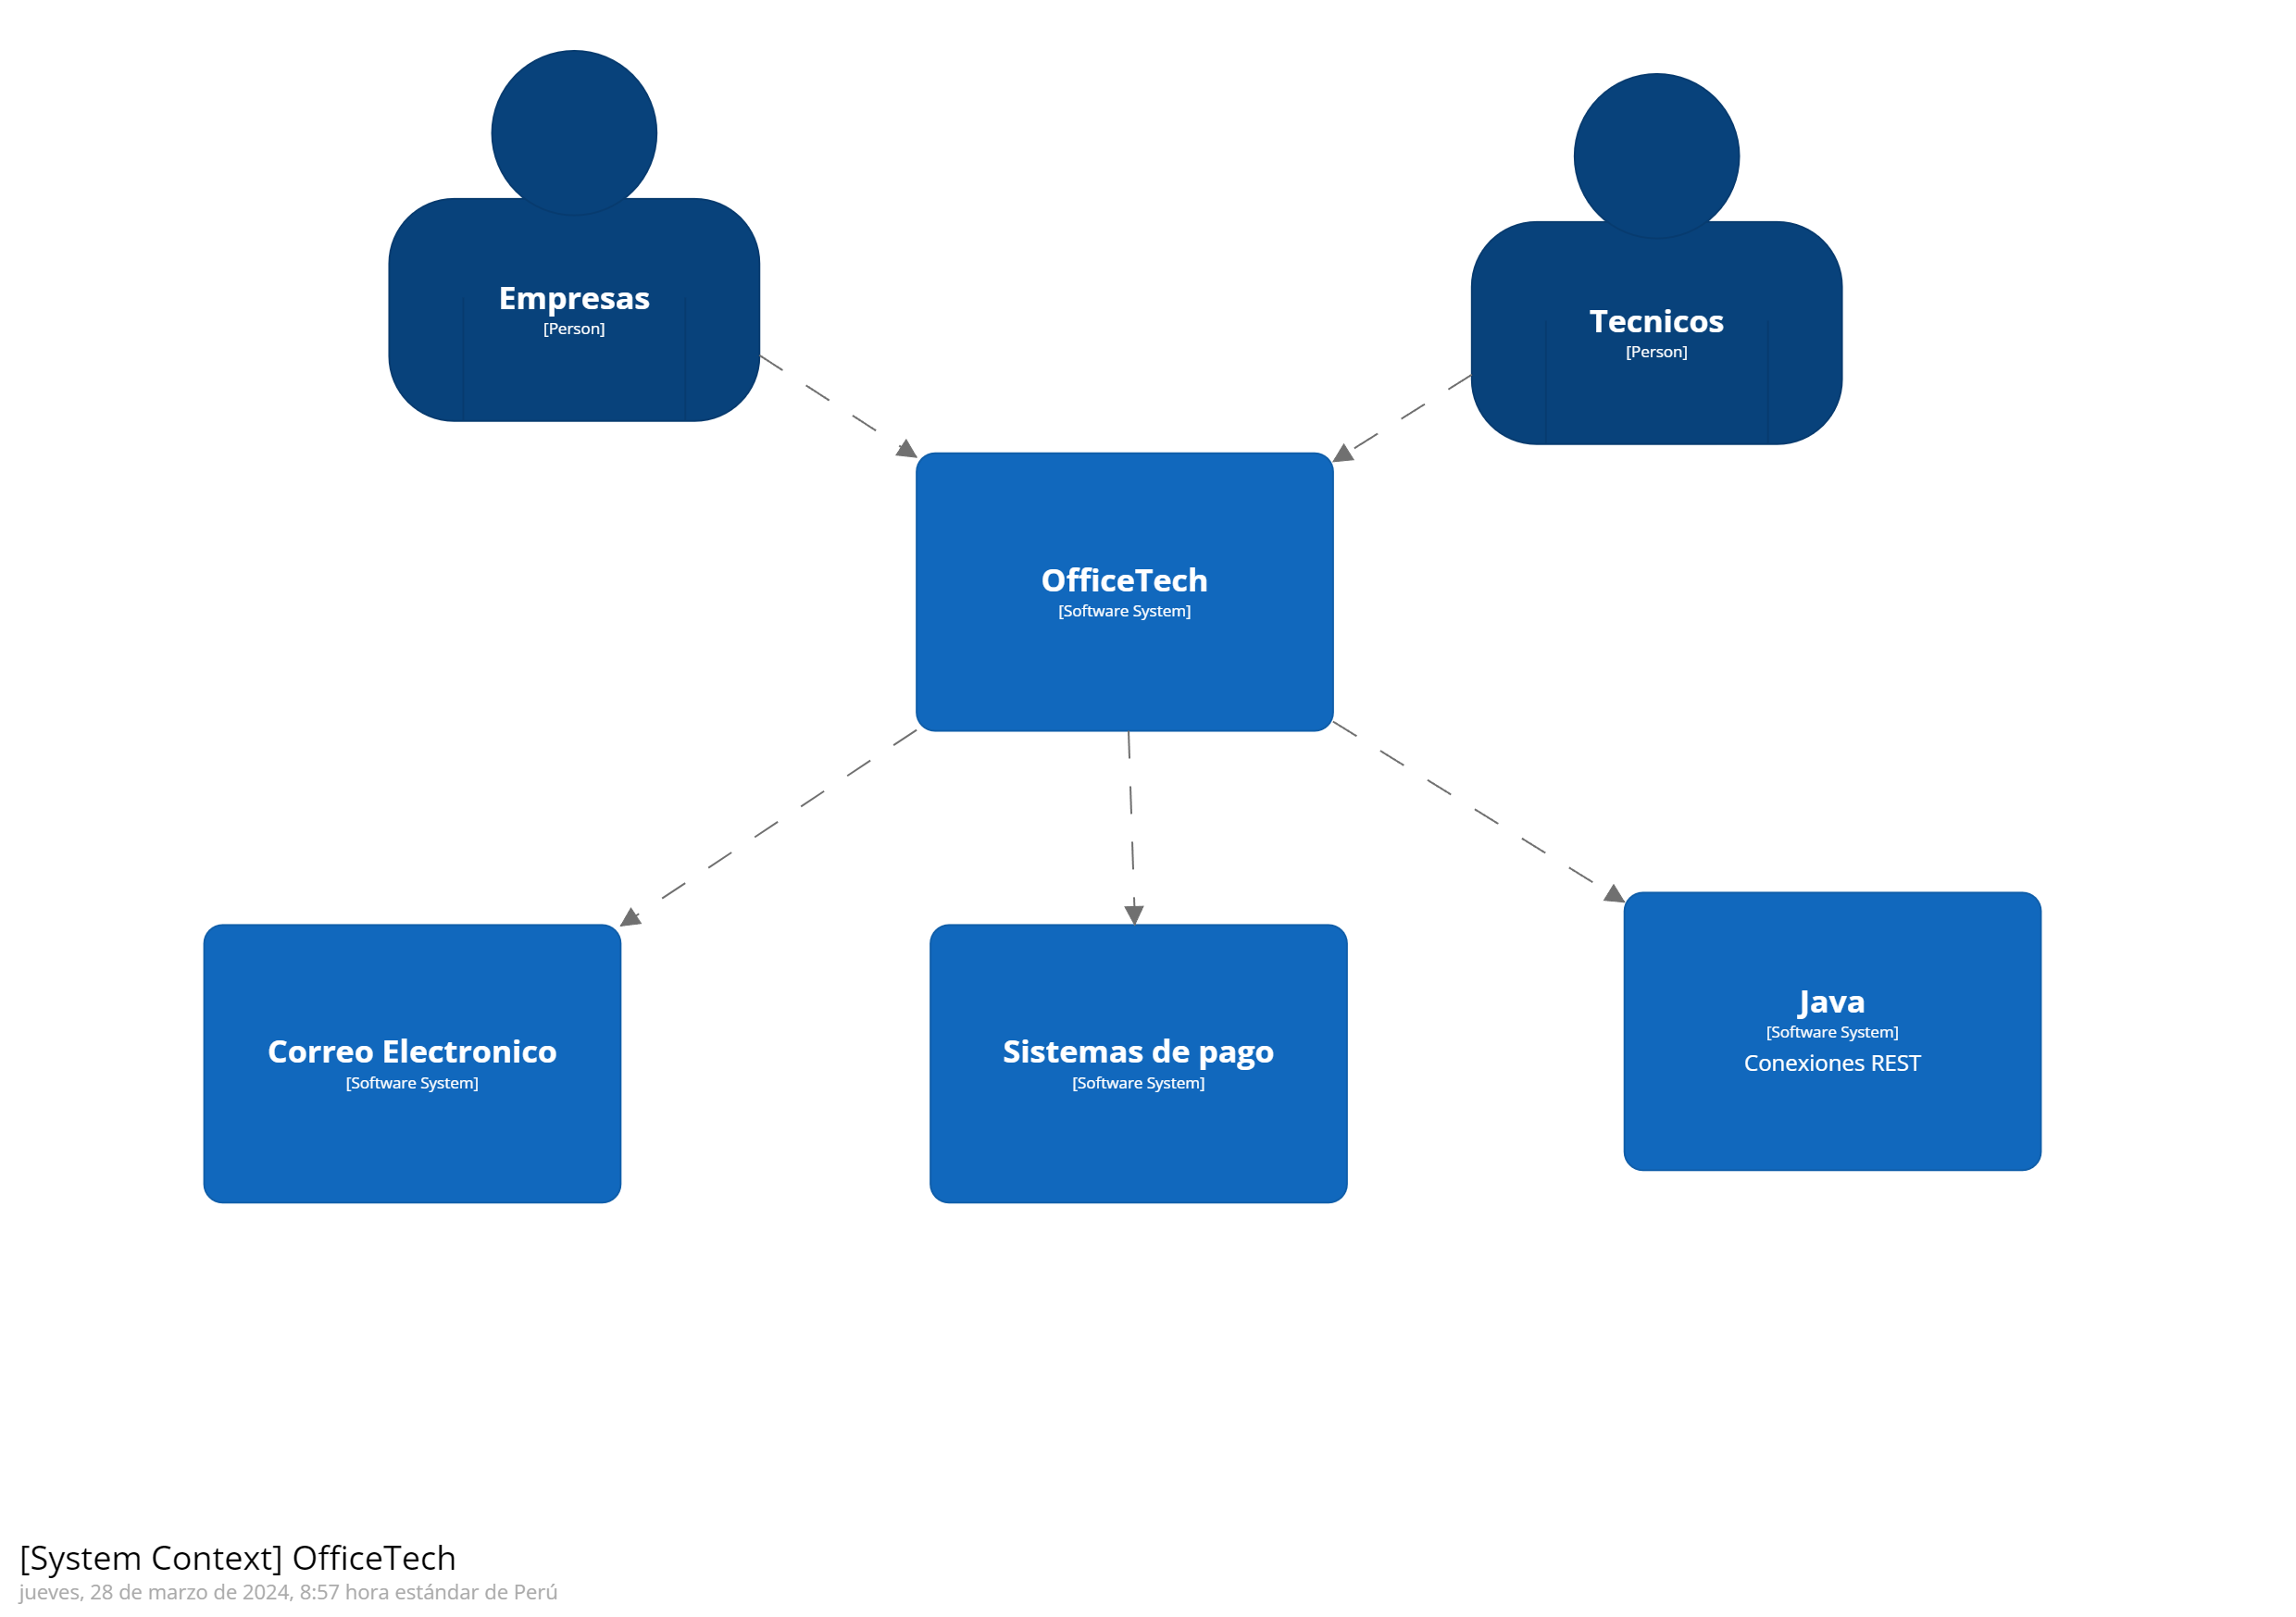 Empresas
[Person]
Tecnicos
[Person]
OfficeTech
[Software System]
Correo Electronico
[Software System]
Sistemas de pago
[Software System]
Java
[Software System]
Conexiones REST
[System Context] OfficeTech
jueves, 28 de marzo de 2024, 8:57 hora estándar de Perú